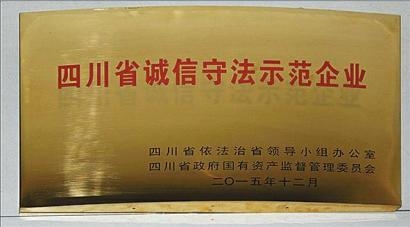 四川省诚信守法示范企业
四川省依法治省领导小组办公室
四川省政府国有资产监督管理委员会
二〇一五年十二月